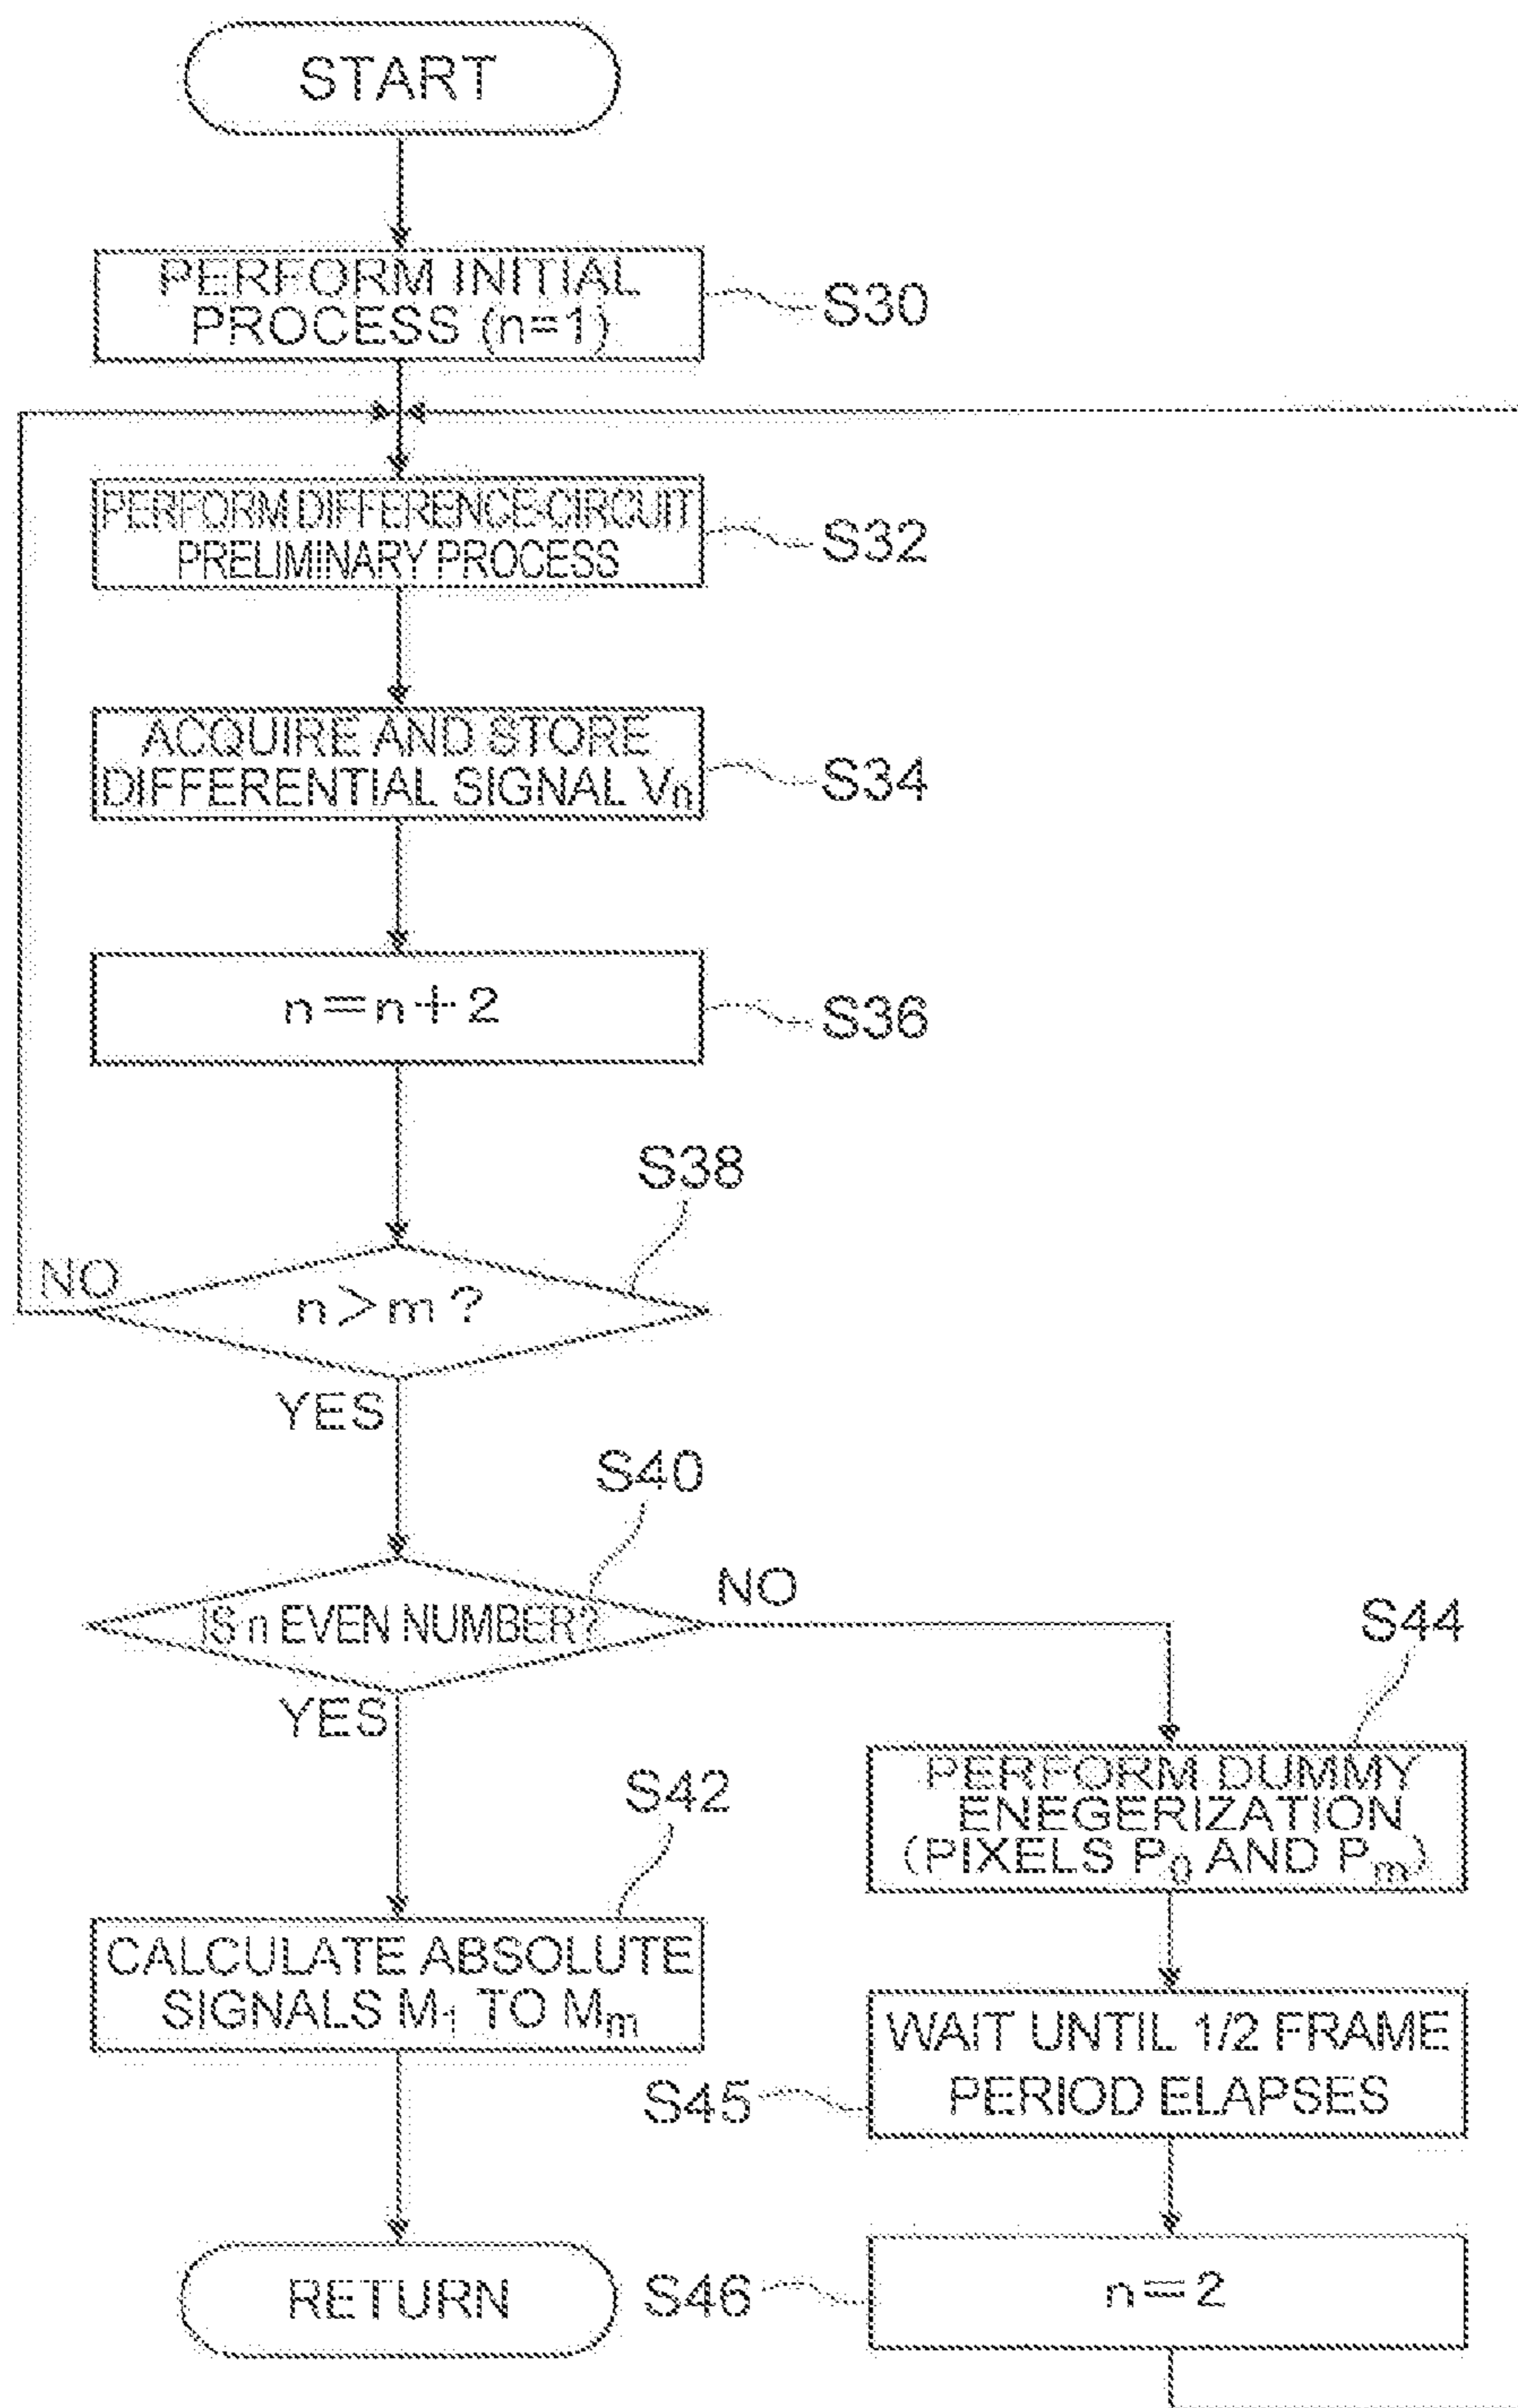 START
PERFORM INITIAL
PROCESS (n=1)
S30
PERFORM DIFFERENCE-CIRCUIT
PRELIMINARY PROCESS
S32
ACQUIRE AND STORE
DIFFERENTIAL SIGNAL Vn
S34
n=n+2
S36
S38
NO
n>m?
YES
S40
IS n EVEN NUMBER?
NO
YES
S44
PERFORM DUMMY
ENEGERIZATION
(PIXELS P0 AND Pm)
S42
CALCULATE ABSOLUTE
SIGNALS M1 TO Mm
WAIT UNTIL 1/2 FRAME
PERIOD ELAPSES
S45
RETURN
S46
n=2